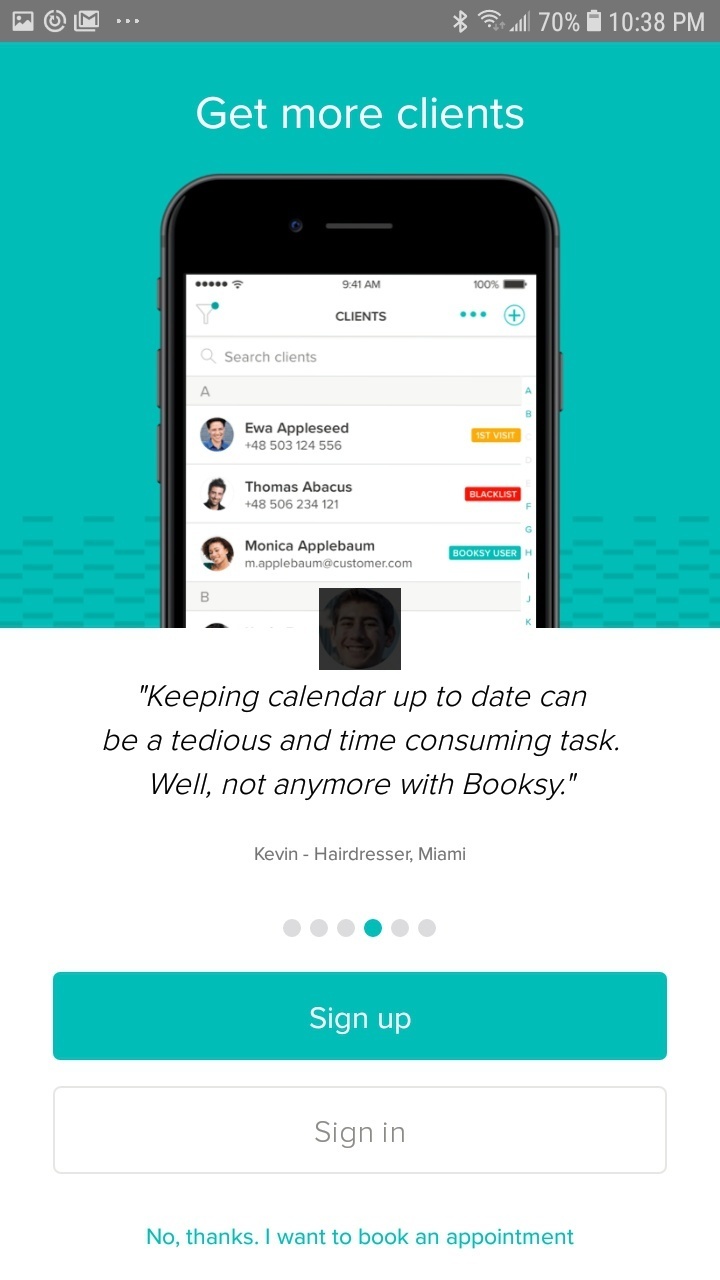 70% 10:38 PM
Get more clients
9:41 AM 100%
CLIENTS
Search clients
A
Ewa Appleseed
+48 503 124 556
1ST VISIT
Thomas Abacus
+48 506 234 121
BLACKLIST
Monica Applebaum
m.applebaum@customer.com
BOOKSY USER
B
A
B
F
G
H
I
J
K
"Keeping calendar up to date can
be a tedious and time consuming task.
Well, not anymore with Booksy."
Kevin - Hairdresser, Miami
Sign up
Sign in
No, thanks. I want to book an appointment